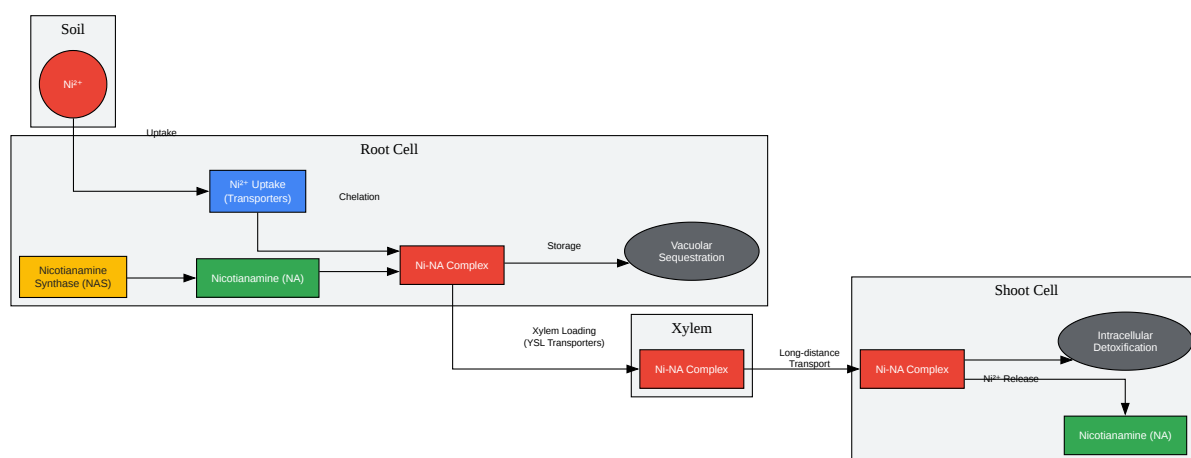 Soil
Ni²⁺
Uptake
Root Cell
Ni²⁺ Uptake
(Transporters)
Chelation
Nicotianamine
Synthase (NAS)
Nicotianamine (NA)
Ni-NA Complex
Storage
Vacuolar
Sequestration
Xylem Loading
(YSL Transporters)
Xylem
Ni-NA Complex
Long-distance
Transport
Shoot Cell
Ni-NA Complex
Intracellular
Detoxification
Ni²⁺ Release
Nicotianamine (NA)